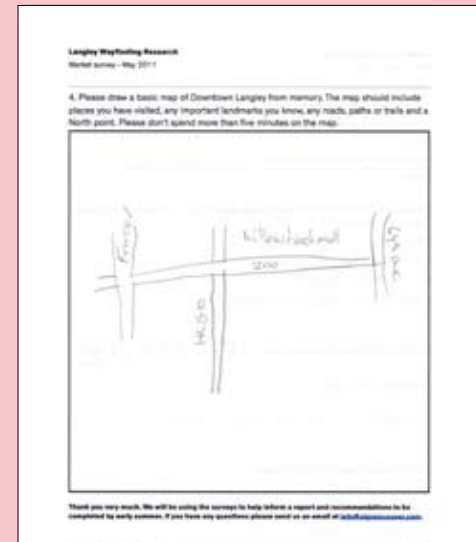 Langley Wayfinding Research
Market survey - May 2011
4. Please draw a basic map of Downtown Langley from memory. The map should include
places you have visited, any important landmarks you know, any roads, paths or trails and a
North point. Please don't spend more than five minutes on the map.
Fraser
Willowbrook mall
200
Thank you very much. We will be using the surveys to help inform a report and recommendations to be
completed by early summer. If you have any questions please send us an email at